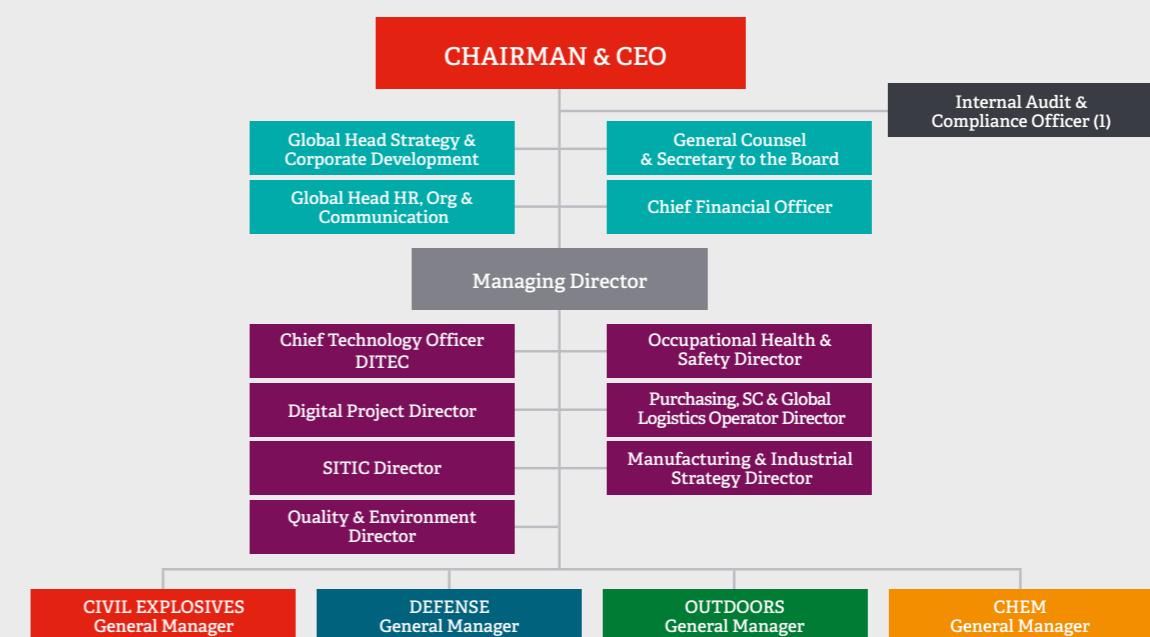 CHAIRMAN & CEO
Internal Audit &
Compliance Officer (1)
Global Head Strategy &
Corporate Development
General Counsel
& Secretary to the Board
Global Head HR, Org &
Communication
Chief Financial Officer
Managing Director
Chief Technology Officer
DITEC
Occupational Health &
Safety Director
Digital Project Director
Purchasing, SC & Global
Logistics Operator Director
SITIC Director
Manufacturing & Industrial
Strategy Director
Quality & Environment
Director
CIVIL EXPLOSIVES
General Manager
DEFENSE
General Manager
OUTDOORS
General Manager
CHEM
General Manager